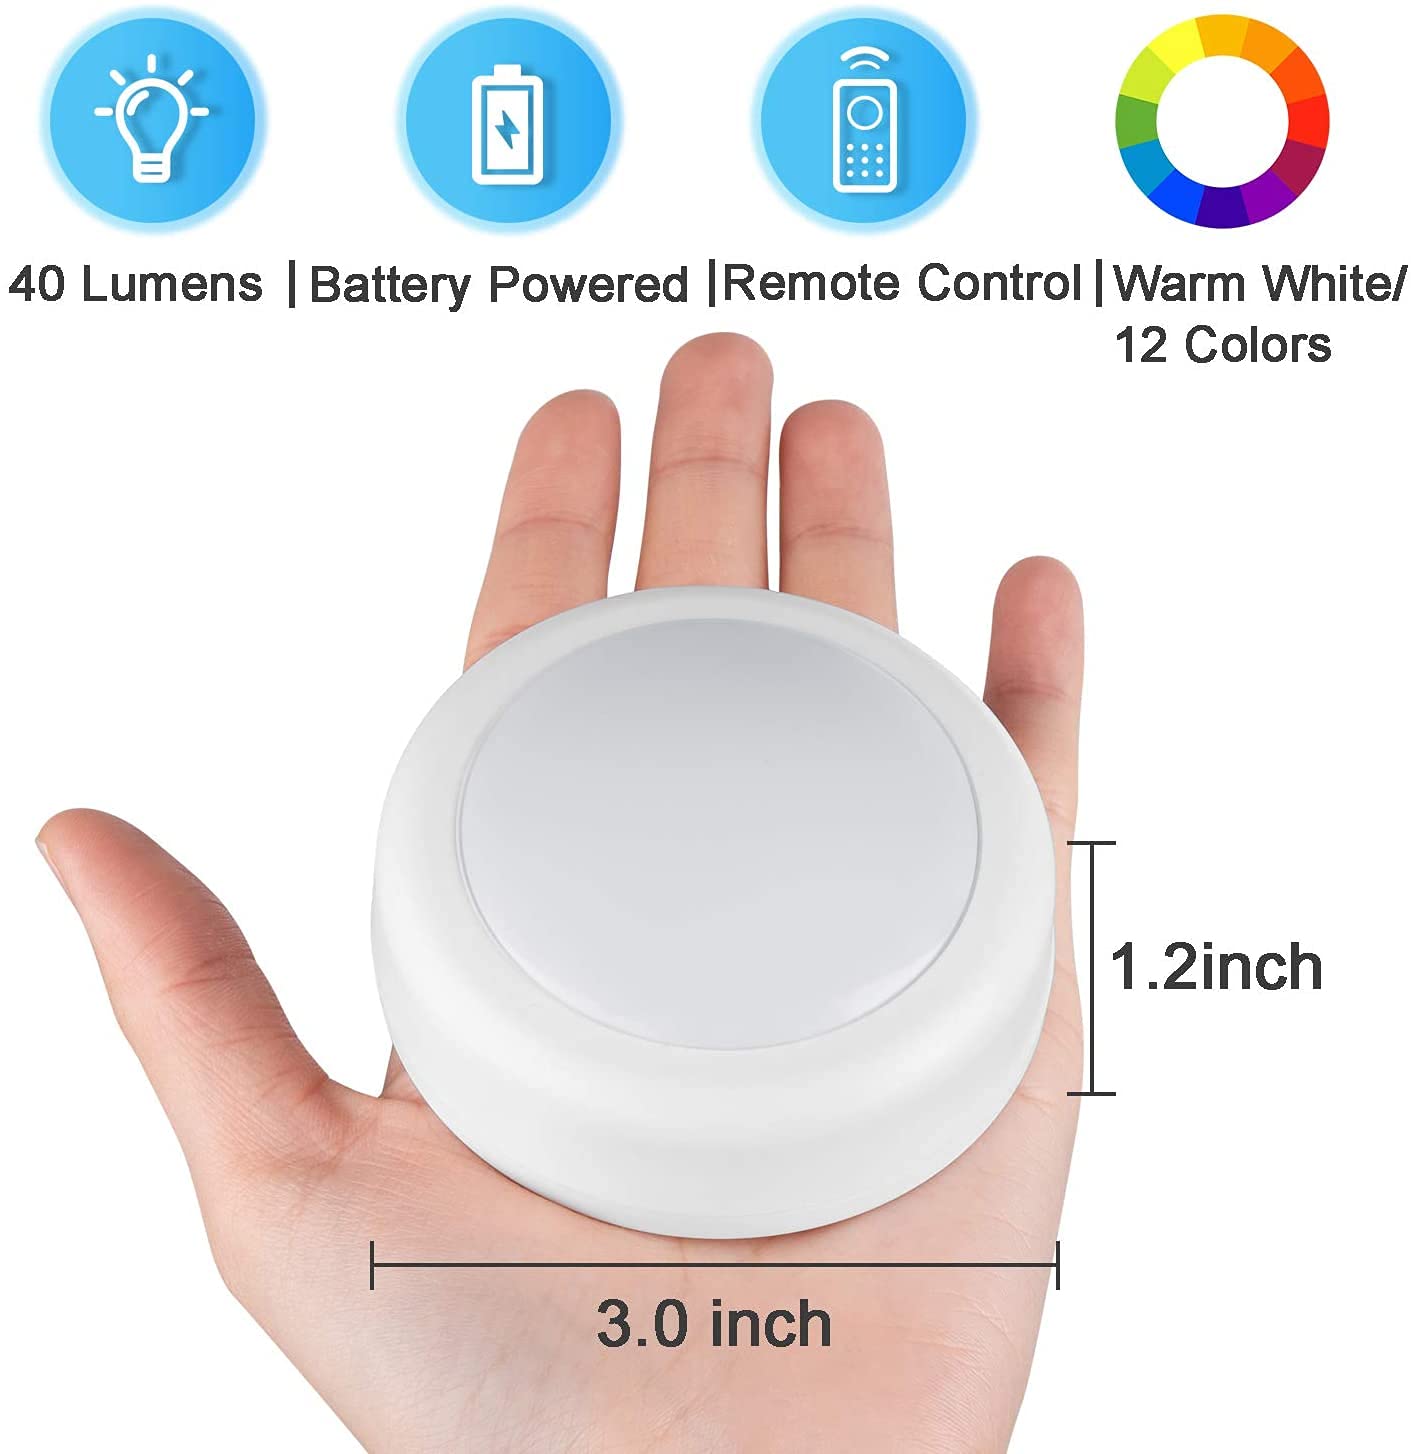 40 Lumens | Battery Powered | Remote Control | Warm White/
12 Colors
1.2inch
3.0 inch